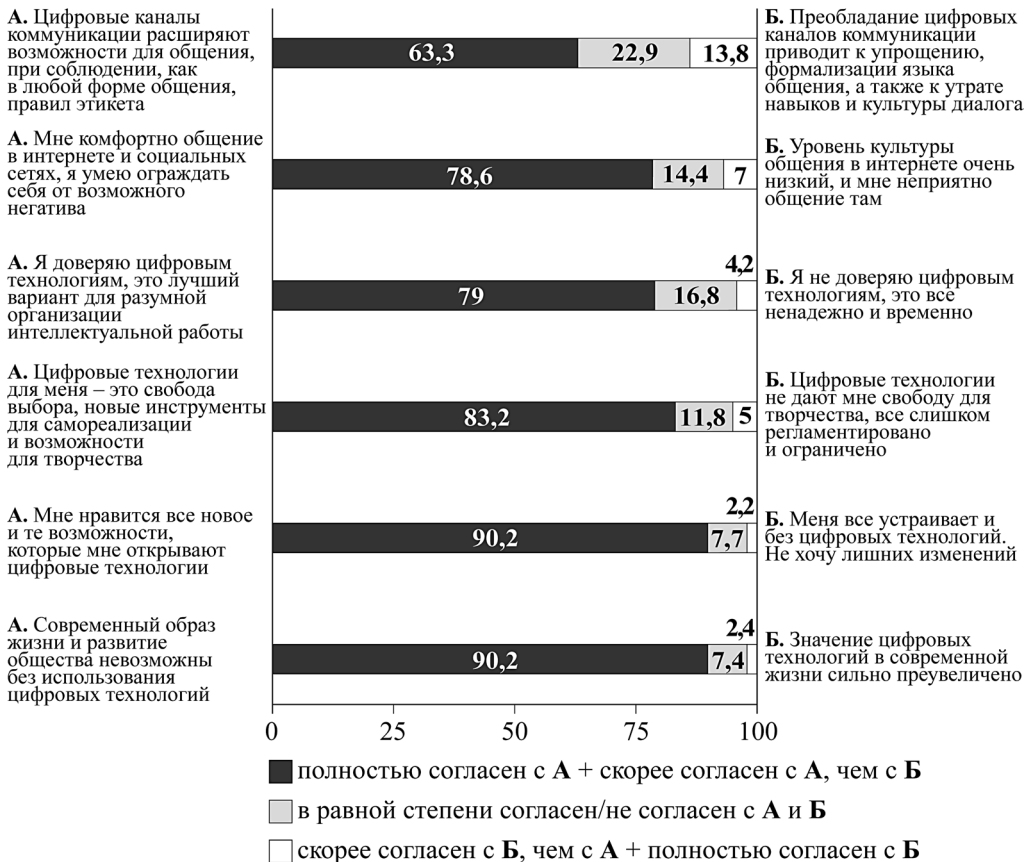 А. Цифровые каналы
коммуникации расширяют
возможности для общения,
при соблюдении, как
в любой форме общения,
правил этикета
63,3
22,9
13,8
Б. Преобладание цифровых
каналов коммуникации
приводит к упрощению,
формализации языка
общения, а также к утрате
навыков и культуры диалога
А. Мне комфортно общение
в интернете и социальных
сетях, я умею ограждать
себя от возможного
негатива
78,6
14,4
7
Б. Уровень культуры
общения в интернете очень
низкий, и мне неприятно
общение там
А. Я доверяю цифровым
технологиям, это лучший
вариант для разумной
организации
интеллектуальной работы
79
16,8
4,2
Б. Я не доверяю цифровым
технологиям, это все
ненадежно и временно
А. Цифровые технологии
для меня – это свобода
выбора, новые инструменты
для самореализации
и возможности
для творчества
83,2
11,8
5
Б. Цифровые технологии
не дают мне свободу для
творчества, все слишком
регламентировано
и ограничено
А. Мне нравится все новое
и те возможности,
которые мне открывают
цифровые технологии
90,2
7,7
2,2
Б. Меня все устраивает и
без цифровых технологий.
Не хочу лишних изменений
А. Современный образ
жизни и развитие
общества невозможны
без использования
цифровых технологий
90,2
7,4
2,4
Б. Значение цифровых
технологий в современной
жизни сильно преувеличено
0 25 50 75 100
полностью согласен с А + скорее согласен с А, чем с Б
в равной степени согласен/не согласен с А и Б
скорее согласен с Б, чем с А + полностью согласен с Б